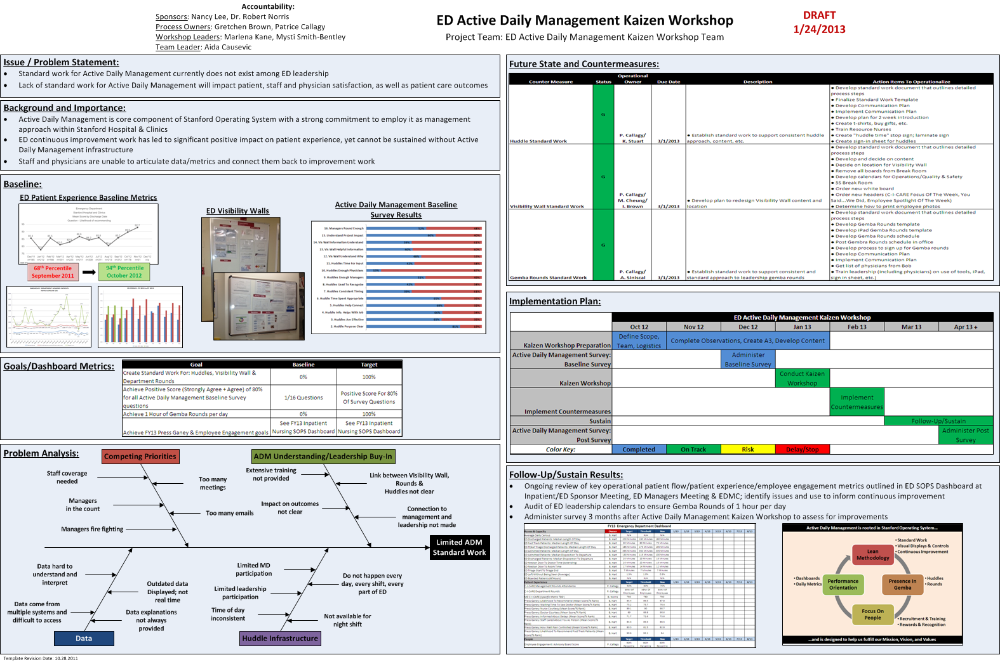 Accountability:
Sponsors: Nancy Lee, Dr. Robert Norris
Process Owners: Gretchen Brown, Patrice Callagy
Workshop Leaders: Marlena Kane, Mysti Smith-Bentley
Team Leader: Aida Causevic
ED Active Daily Management Kaizen Workshop
Project Team: ED Active Daily Management Kaizen Workshop Team
DRAFT
1/24/2013
Issue / Problem Statement:
• Standard work for Active Daily Management currently does not exist among ED leadership
• Lack of standard work for Active Daily Management will impact patient, staff and physician satisfaction, as well as patient care outcomes
Background and Importance:
• Active Daily Management is core component of Stanford Operating System with a strong commitment to employ it as management
approach within Stanford Hospital & Clinics
• ED continuous improvement work has led to significant positive impact on patient experience, yet cannot be sustained without Active
Daily Management infrastructure
• Staff and physicians are unable to articulate data/metrics and connect them back to improvement work
Baseline:
ED Patient Experience Baseline Metrics
Emergency Department
Stanford Hospital and Clinics
Mean Score by Discharge Date
Question - Likelihood of recommending
68th Percentile
September 2011
94th Percentile
October 2012
ED Visibility Walls
Active Daily Management Baseline
Survey Results
16. Managers Round Enough
15. Understand Project Impact
14. Vis Wall Information Understand
13. Vis Wall Helpful Information
12. Vis Wall Understand Why
11. Huddles Time For Input
10. Huddles Enough Physicians
9. Huddles Enough Managers
8. Huddles Used To Recognize
7. Huddles Consistent Timing
6. Huddle Time Spent Appropriate
5. Huddles Help Connect
4. Huddle Info. Helps With Job
3. Huddles Are Effective
2. Huddle Purpose Clear
Goals/Dashboard Metrics:
Goal Baseline Target
Create Standard Work For: Huddles, Visibility Wall &
Department Rounds 0% 100%
Achieve Positive Score (Strongly Agree + Agree) of 80%
for all Active Daily Management Baseline Survey
questions 1/16 Questions Positive Score For 80%
Of Survey Questions
Achieve 1 Hour of Gemba Rounds per day 0% 100%
Achieve FY13 Press Ganey & Employee Engagement goals
See FY13 Inpatient
Nursing SOPS Dashboard
See FY13 Inpatient
Nursing SOPS Dashboard
Problem Analysis:
Competing Priorities
Staff coverage
needed
Too many
meetings
Managers
in the count
Too many emails
Managers fire fighting
ADM Understanding/Leadership Buy-In
Extensive training
not provided
Link between Visibility Wall,
Rounds &
Huddles not clear
Impact on outcomes
not clear
Connection to
management and
leadership not made
Limited ADM
Standard Work
Data hard to
understand and
interpret
Outdated data
Displayed; not
real time
Data come from
multiple systems and
difficult to access
Data explanations
not always
provided
Data
Limited MD
participation
Do not happen every
day, every shift, every
part of ED
Limited leadership
participation
Time of day
inconsistent
Not available for
night shift
Huddle Infrastructure
Template Revision Date: 10.28.2011
Future State and Countermeasures:
Counter Measure Status Operational
Owner Due Date Description Action Items To Operationalize
Huddle Standard Work G P. Callagy/
K. Stuart 3/1/2013
• Establish standard work to support consistent huddle
approach, content, etc.
• Develop standard work document that outlines detailed
process steps
• Finalize Standard Work Template
• Develop Communication Plan
• Implement Communication Plan
• Develop plan for 2 week introduction
• Create t-shirts, buy gifts, etc.
• Train Resource Nurses
• Create "huddle time" stop sign; laminate sign
• Create sign-in sheet for huddles
Visibility Wall Standard Work G P. Callagy/
M. Cheung/
I. Brown 3/1/2013
• Develop plan to redesign Visibility Wall content and
location
• Develop standard work document that outlines detailed
process steps
• Develop and decide on content
• Decide on location for Visibility Wall
• Remove all boards from Break Room
• Develop calendars for Operations/Quality & Safety
• 5S Break Room
• Order new white board
• Order new headers (C-I-CARE Focus Of The Week, You
Said...We Did, Employee Spotlight Of The Week)
• Determine how to print employee photos
Gemba Rounds Standard Work G P. Callagy/
A. Siniscal 3/1/2013
• Establish standard work to support consistent and
standard approach to leadership gemba rounds
• Develop standard work document that outlines detailed
process steps
• Develop Gemba Rounds template
• Develop iPad Gemba Rounds template
• Develop Gemba Rounds schedule
• Post Gemba Rounds schedule in office
• Develop process to sign up for Gemba rounds
• Develop Communication Plan
• Implement Communication Plan
• Get list of physicians from Bob
• Train leadership (including physicians) on use of tools, iPad,
sign in sheet, etc.)
Implementation Plan:
ED Active Daily Management Kaizen Workshop
Oct 12 Nov 12 Dec 12 Jan 13 Feb 13 Mar 13 Apr 13 +
Kaizen Workshop Preparation
Define Scope,
Team, Logistics
Complete Observations, Create A3, Develop Content
Active Daily Management Survey:
Baseline Survey
Administer
Baseline Survey
Kaizen Workshop
Conduct Kaizen
Workshop
Implement Countermeasures
Implement
Countermeasures
Sustain Follow-Up/Sustain
Active Daily Management Survey:
Post Survey
Administer Post
Survey
Color Key: Completed On Track Risk Delay/Stop
Follow-Up/Sustain Results:
• Ongoing review of key operational patient flow/patient experience/employee engagement metrics outlined in ED SOPS Dashboard at
Inpatient/ED Sponsor Meeting, ED Managers Meeting & EDMC; identify issues and use to inform continuous improvement
• Audit of ED leadership calendars to ensure Gemba Rounds of 1 hour per day
• Administer survey 3 months after Active Daily Management Kaizen Workshop to assess for improvements
FY13 Emergency Department Dashboard
Access & Capacity Owner Target Threshold Max
Average Daily Census
Patient Experience Target Threshold Max
People Target Threshold Max
Employee Engagement: Advisory Board Score
Active Daily Management is rooted in Stanford Operating System...
Lean
Methodology
• Standard Work
• Visual Displays & Controls
• Continuous Improvement
Performance
Orientation
• Dashboards
• Daily Metrics
Presence In
Gemba
• Huddles
• Rounds
Focus On
People
• Recruitment & Training
• Rewards & Recognition
...and is designed to help us fulfill our Mission, Vision, and Values